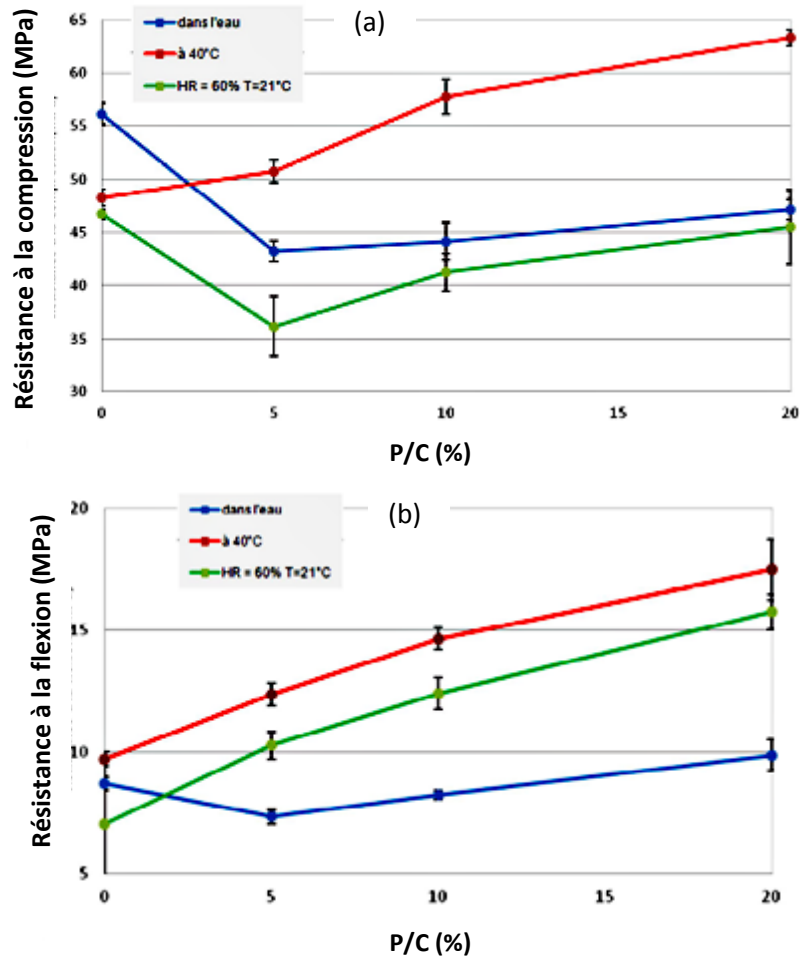 (a)
dans l'eau
à 40°C
HR = 60% T=21°C
Résistance à la compression (MPa)
65
60
55
50
45
40
35
30
0 5 10 15 20
P/C (%)
(b)
dans l'eau
à 40°C
HR = 60% T=21°C
Résistance à la flexion (MPa)
20
15
10
5
0 5 10 15 20
P/C (%)